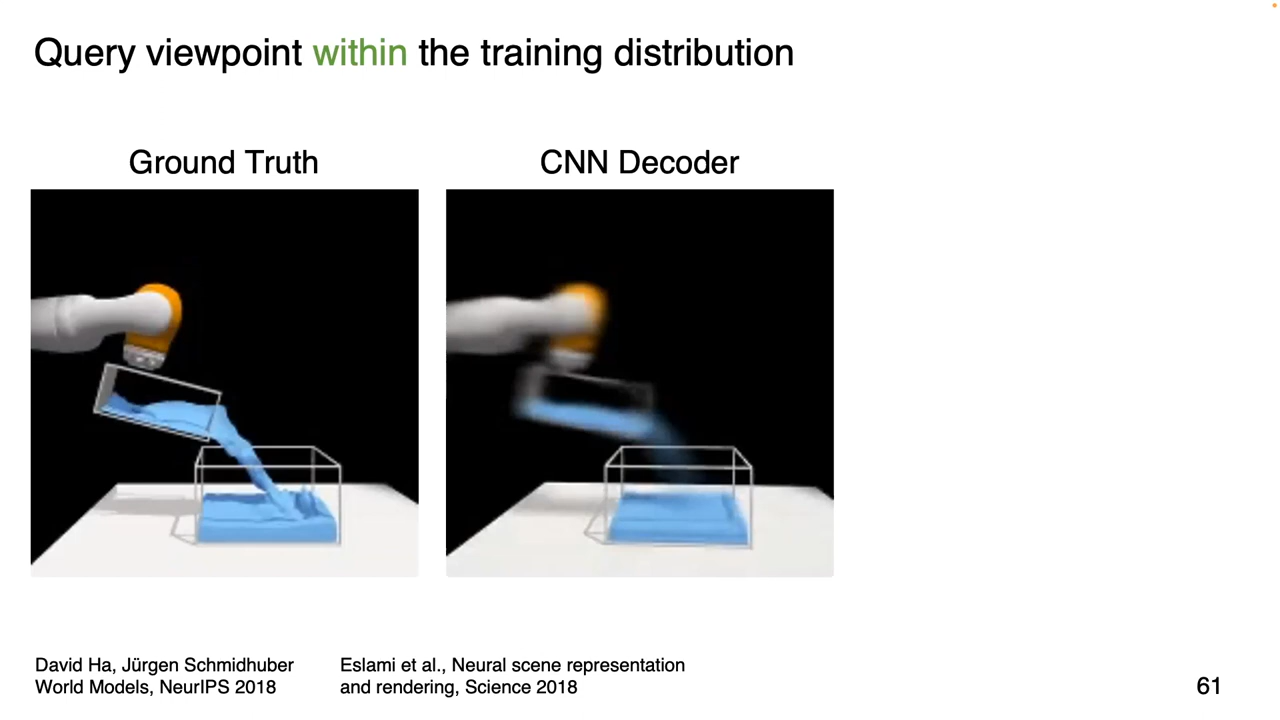 Query viewpoint within the training distribution
Ground Truth
CNN Decoder
David Ha, Jürgen Schmidhuber
World Models, NeurIPS 2018
Eslami et al., Neural scene representation
and rendering, Science 2018
61